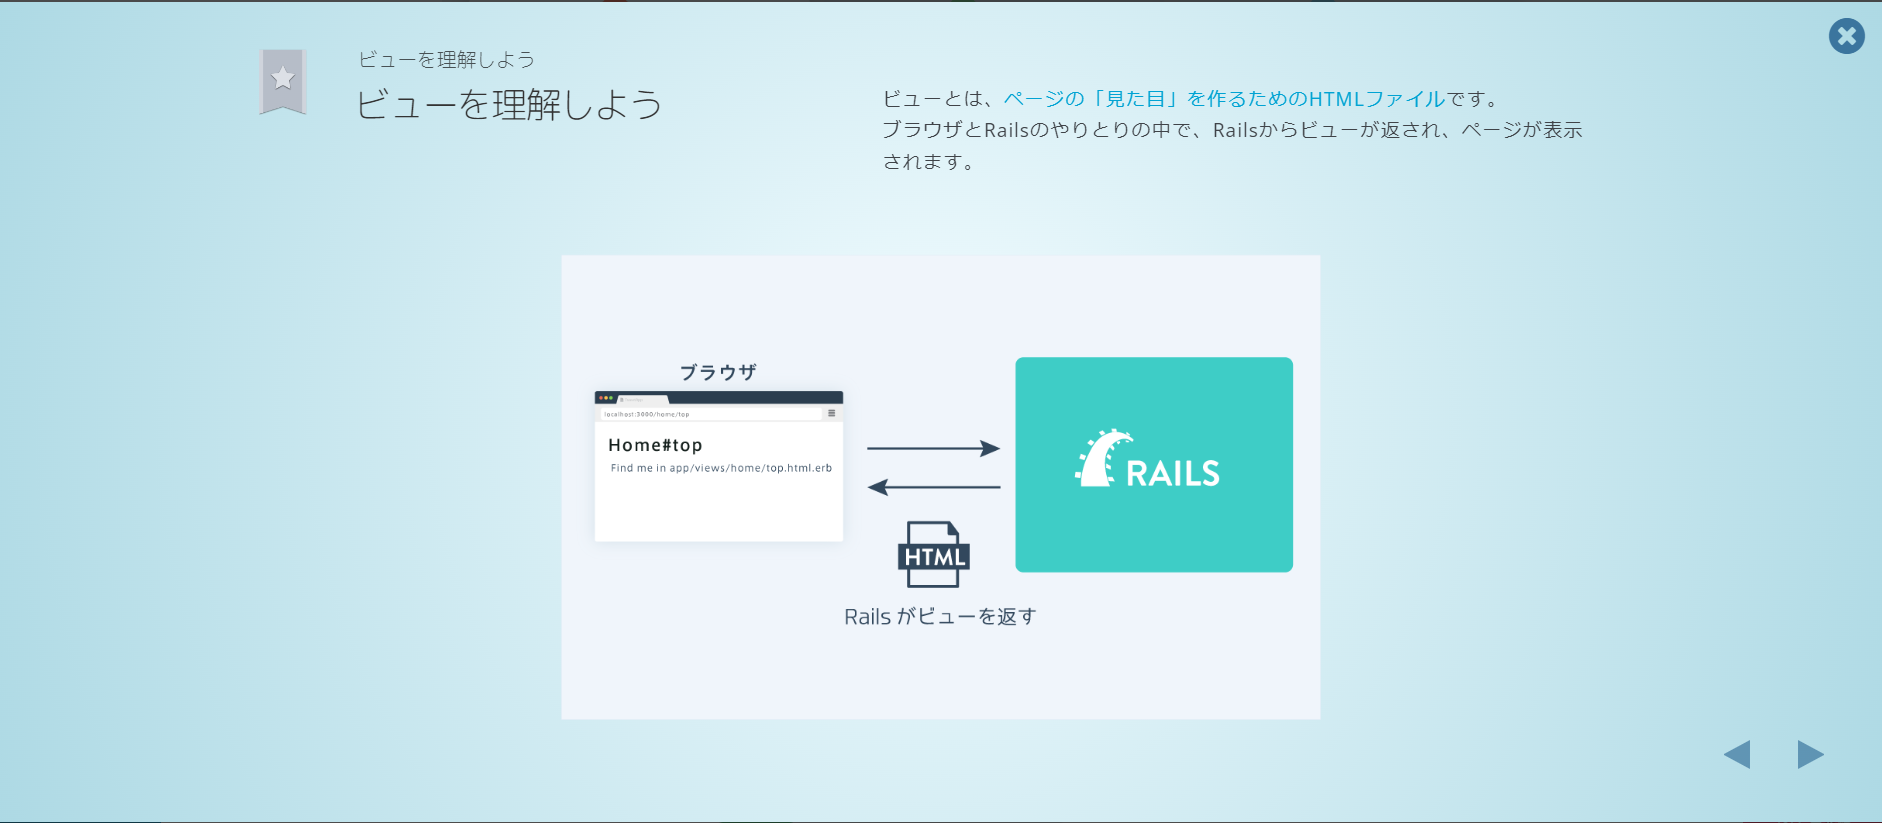 ビューを理解しよう
ビューを理解しよう
ビューとは、ページの「見た目」を作るためのHTMLファイルです。
ブラウザとRailsのやりとりの中で、Railsからビューが返され、ページが表示
されます。
ブラウザ
localhost:3000/home/top
Home#top
Find me in app/views/home/top.html.erb
RAILS
HTML
Rails がビューを返す